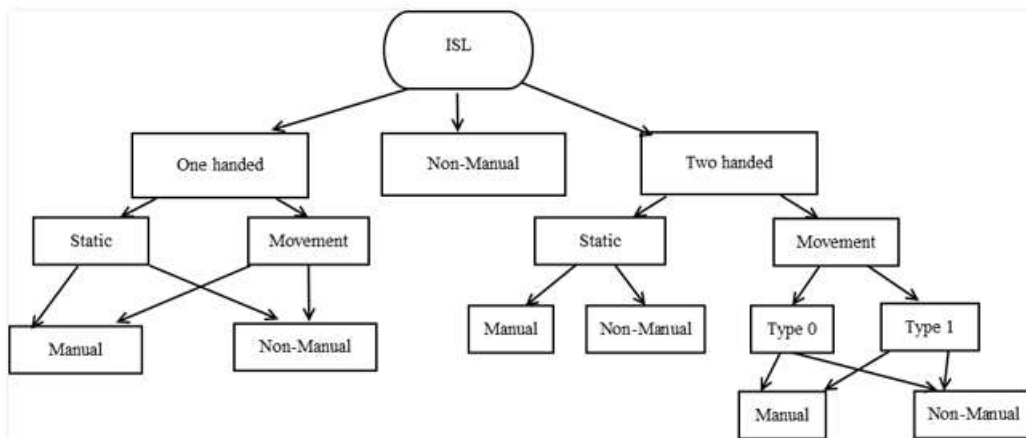 ISL
One handed
Non-Manual
Two handed
Static
Movement
Static
Movement
Manual
Non-Manual
Manual
Non-Manual
Type 0
Type 1
Manual
Non-Manual